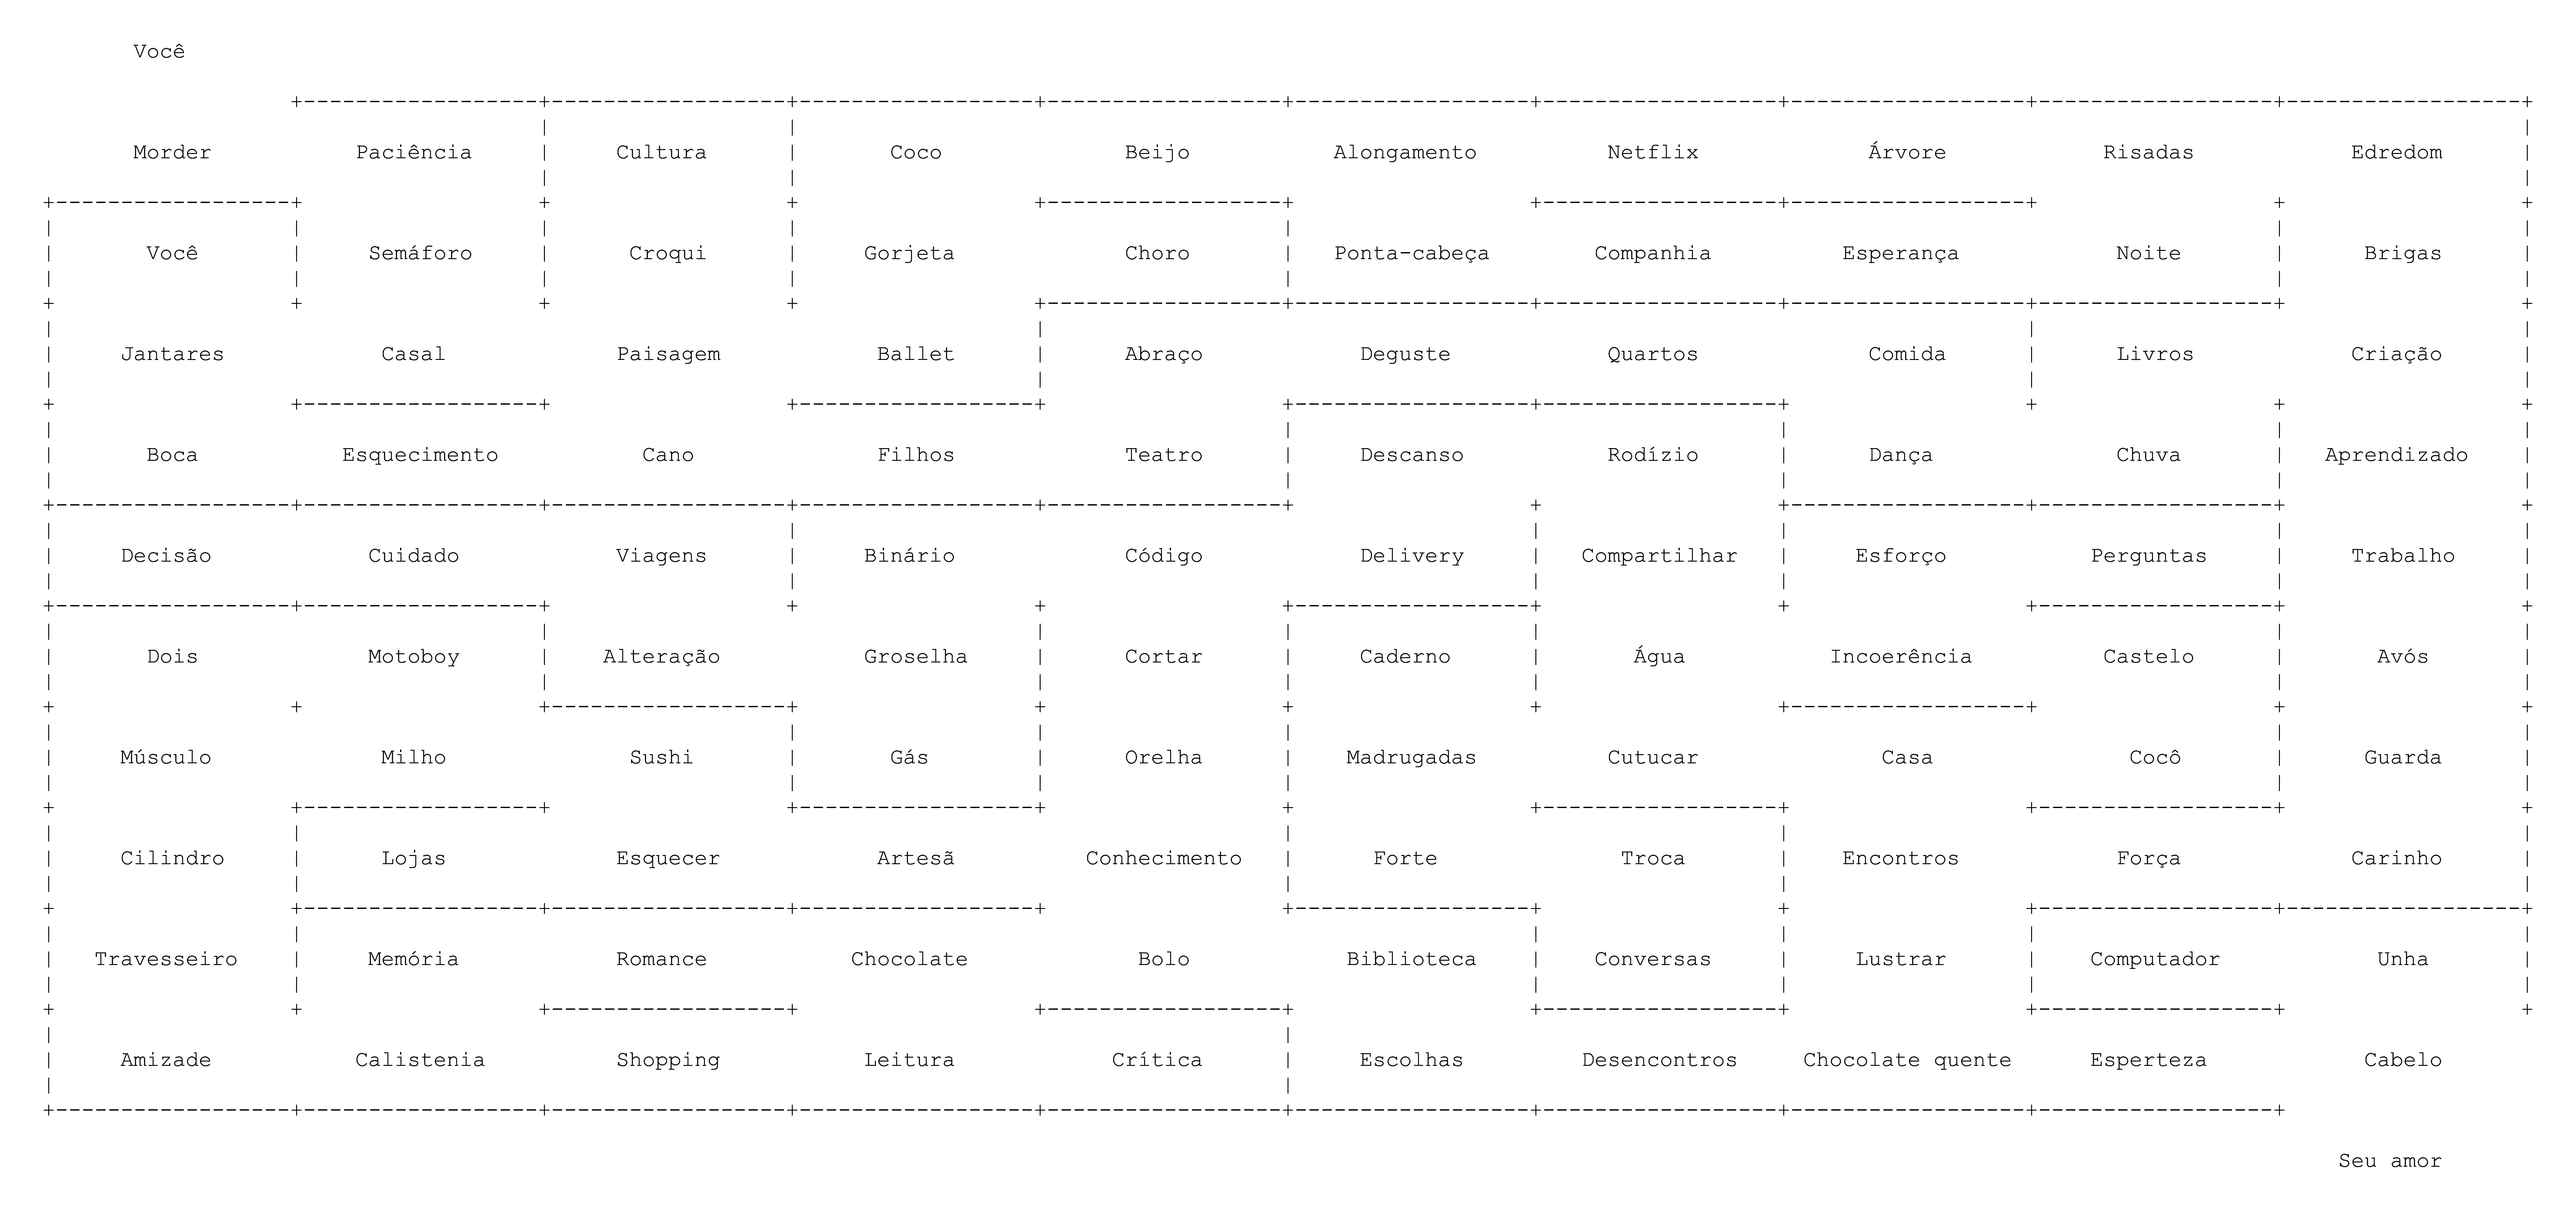 Você
Morder Paciência Cultura Coco Beijo Alongamento Netflix Árvore Risadas Edredom
Você Semáforo Croqui Gorjeta Choro Ponta-cabeça Companhia Esperança Noite Brigas
Jantares Casal Paisagem Ballet Abraço Deguste Quartos Comida Livros Criação
Boca Esquecimento Cano Filhos Teatro Descanso Rodízio Dança Chuva Aprendizado
Decisão Cuidado Viagens Binário Código Delivery Compartilhar Esforço Perguntas Trabalho
Dois Motoboy Alteração Groselha Cortar Caderno Água Incoerência Castelo Avós
Músculo Milho Sushi Gás Orelha Madrugadas Cutucar Casa Cocô Guarda
Cilindro Lojas Esquecer Artesã Conhecimento Forte Troca Encontros Força Carinho
Travesseiro Memória Romance Chocolate Bolo Biblioteca Conversas Lustrar Computador Unha
Amizade Calistenia Shopping Leitura Crítica Escolhas Desencontros Chocolate quente Esperteza Cabelo
Seu amor